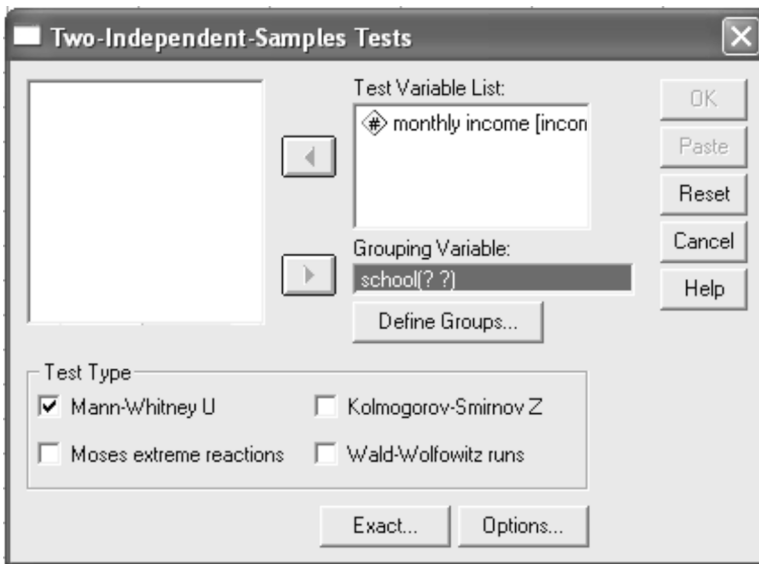 Two-Independent-Samples Tests
Test Variable List:
monthly income [incon
OK
Paste
Reset
Cancel
Help
Grouping Variable:
school(? ?)
Define Groups...
Test Type
Mann-Whitney U
Kolmogorov-Smirnov Z
Moses extreme reactions
Wald-Wolfowitz runs
Exact...
Options...